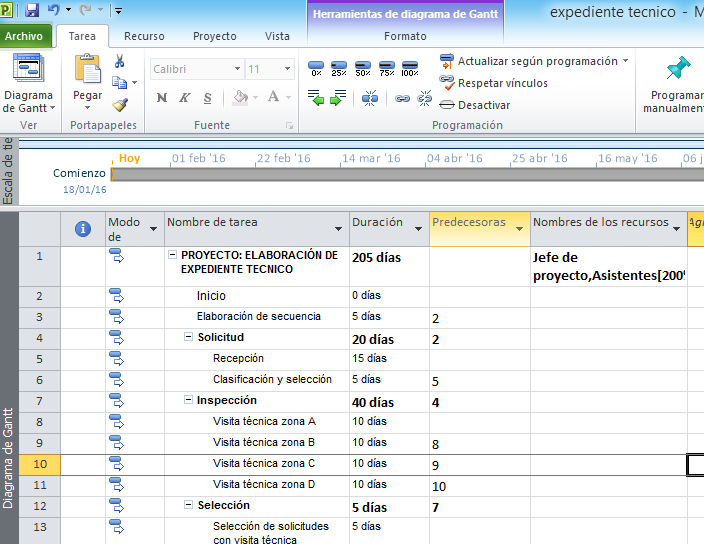 Herramientas de diagrama de Gantt
expediente tecnico - M
Archivo Tarea Recurso Proyecto Vista Formato
Diagrama de Gantt
Ver
Pegar
Portapapeles
Calibri 11
N K S A
Fuente
0% 25% 50% 75% 100%
Actualizar según programación
Respetar vínculos
Desactivar
Programación
Programar manualment
Escala de tie
Hoy 01 feb '16 22 feb '16 14 mar '16 04 abr '16 25 abr '16 16 may '16 06 j
Comienzo
18/01/16
Modo de Nombre de tarea Duración Predecesoras Nombres de los recursos Ag
1 PROYECTO: ELABORACIÓN DE EXPEDIENTE TECNICO 205 días Jefe de proyecto,Asistentes[200%
2 Inicio 0 días
3 Elaboración de secuencia 5 días 2
4 Solicitud 20 días 2
5 Recepción 15 días
6 Clasificación y selección 5 días 5
7 Inspección 40 días 4
8 Visita técnica zona A 10 días
9 Visita técnica zona B 10 días 8
10 Visita técnica zona C 10 días 9
11 Visita técnica zona D 10 días 10
12 Selección 5 días 7
13 Selección de solicitudes con visita técnica 5 días
Diagrama de Gantt